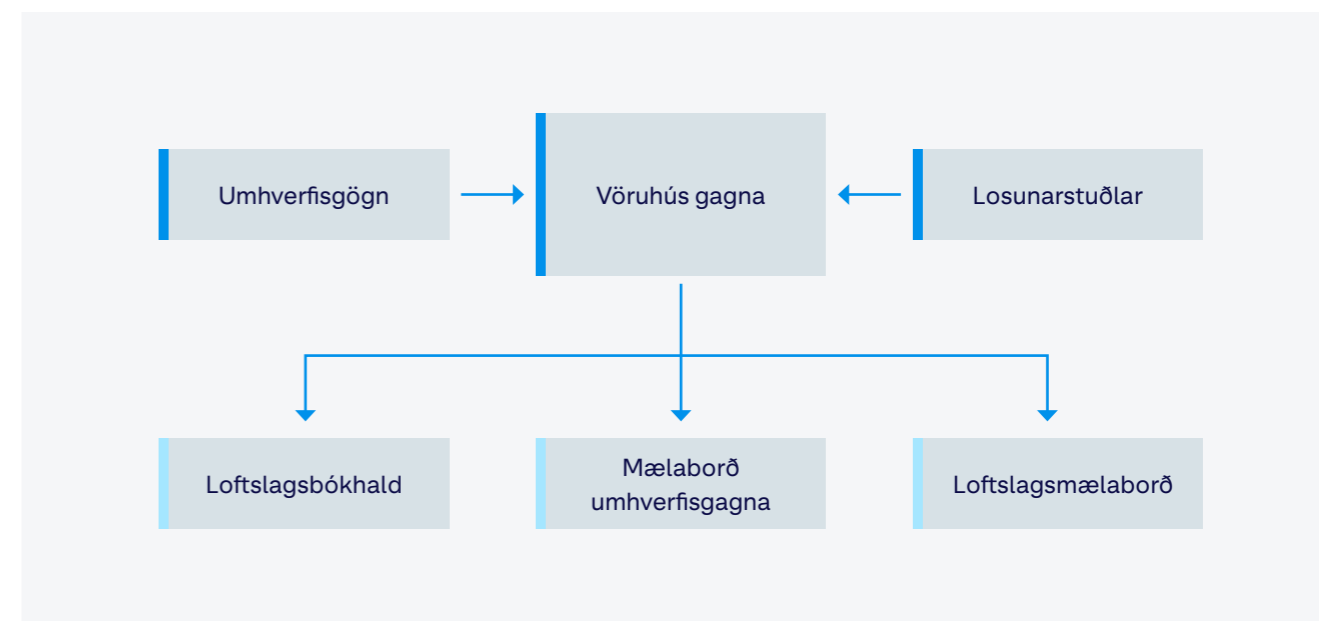 Umhverfisgögn
Vöruhús gagna
Losunarstuðlar
Loftslagsbókhald
Mælaborð
umhverfisgagna
Loftslagsmælaborð